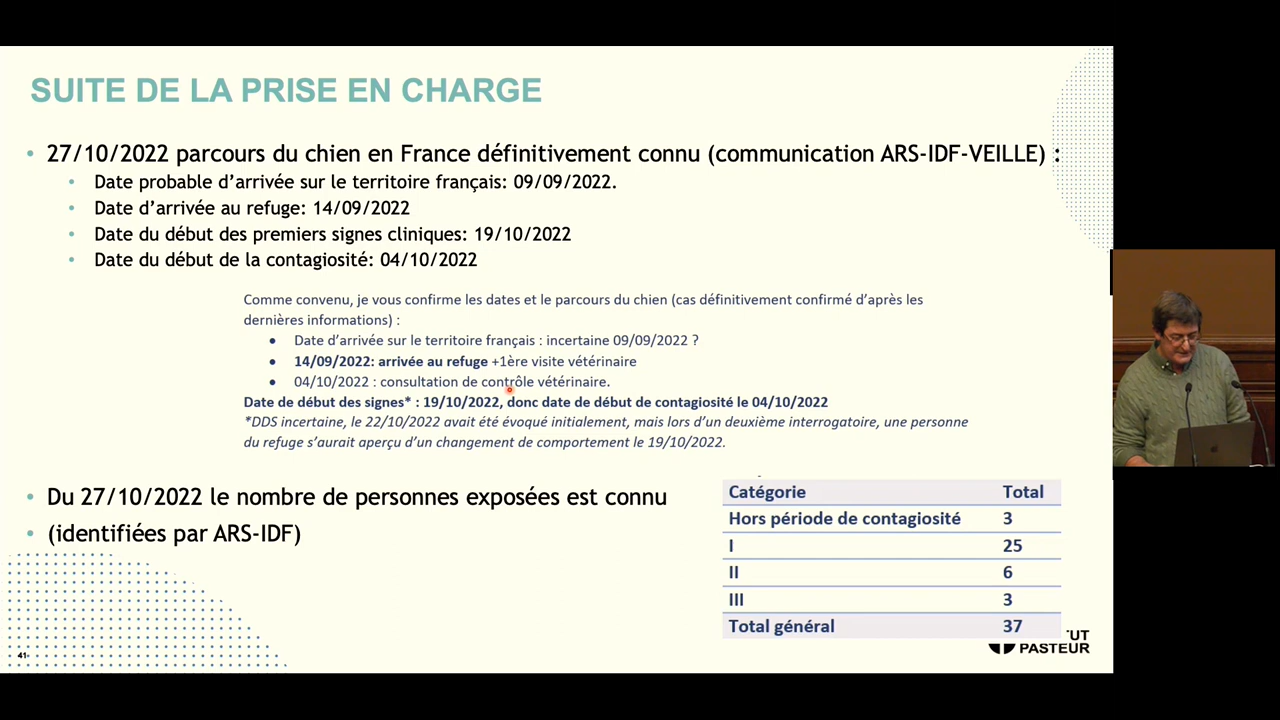 SUITE DE LA PRISE EN CHARGE
• 27/10/2022 parcours du chien en France définitivement connu (communication ARS-IDF-VEILLE) :
• Date probable d’arrivée sur le territoire français: 09/09/2022.
• Date d’arrivée au refuge: 14/09/2022
• Date du début des premiers signes cliniques: 19/10/2022
• Date du début de la contagiosité: 04/10/2022
Comme convenu, je vous confirme les dates et le parcours du chien (cas définitivement confirmé d’après les
dernières informations) :
• Date d’arrivée sur le territoire français : incertaine 09/09/2022 ?
• 14/09/2022: arrivée au refuge +1ère visite vétérinaire
• 04/10/2022 : consultation de contrôle vétérinaire.
Date de début des signes* : 19/10/2022, donc date de début de contagiosité le 04/10/2022
*DDS incertaine, le 22/10/2022 avait été évoqué initialement, mais lors d’un deuxième interrogatoire, une personne
du refuge s’aurait aperçu d’un changement de comportement le 19/10/2022.
• Du 27/10/2022 le nombre de personnes exposées est connu
• (identifiées par ARS-IDF)
Catégorie Total
Hors période de contagiosité 3
I 25
II 6
III 3
Total général 37
UT
PASTEUR
41